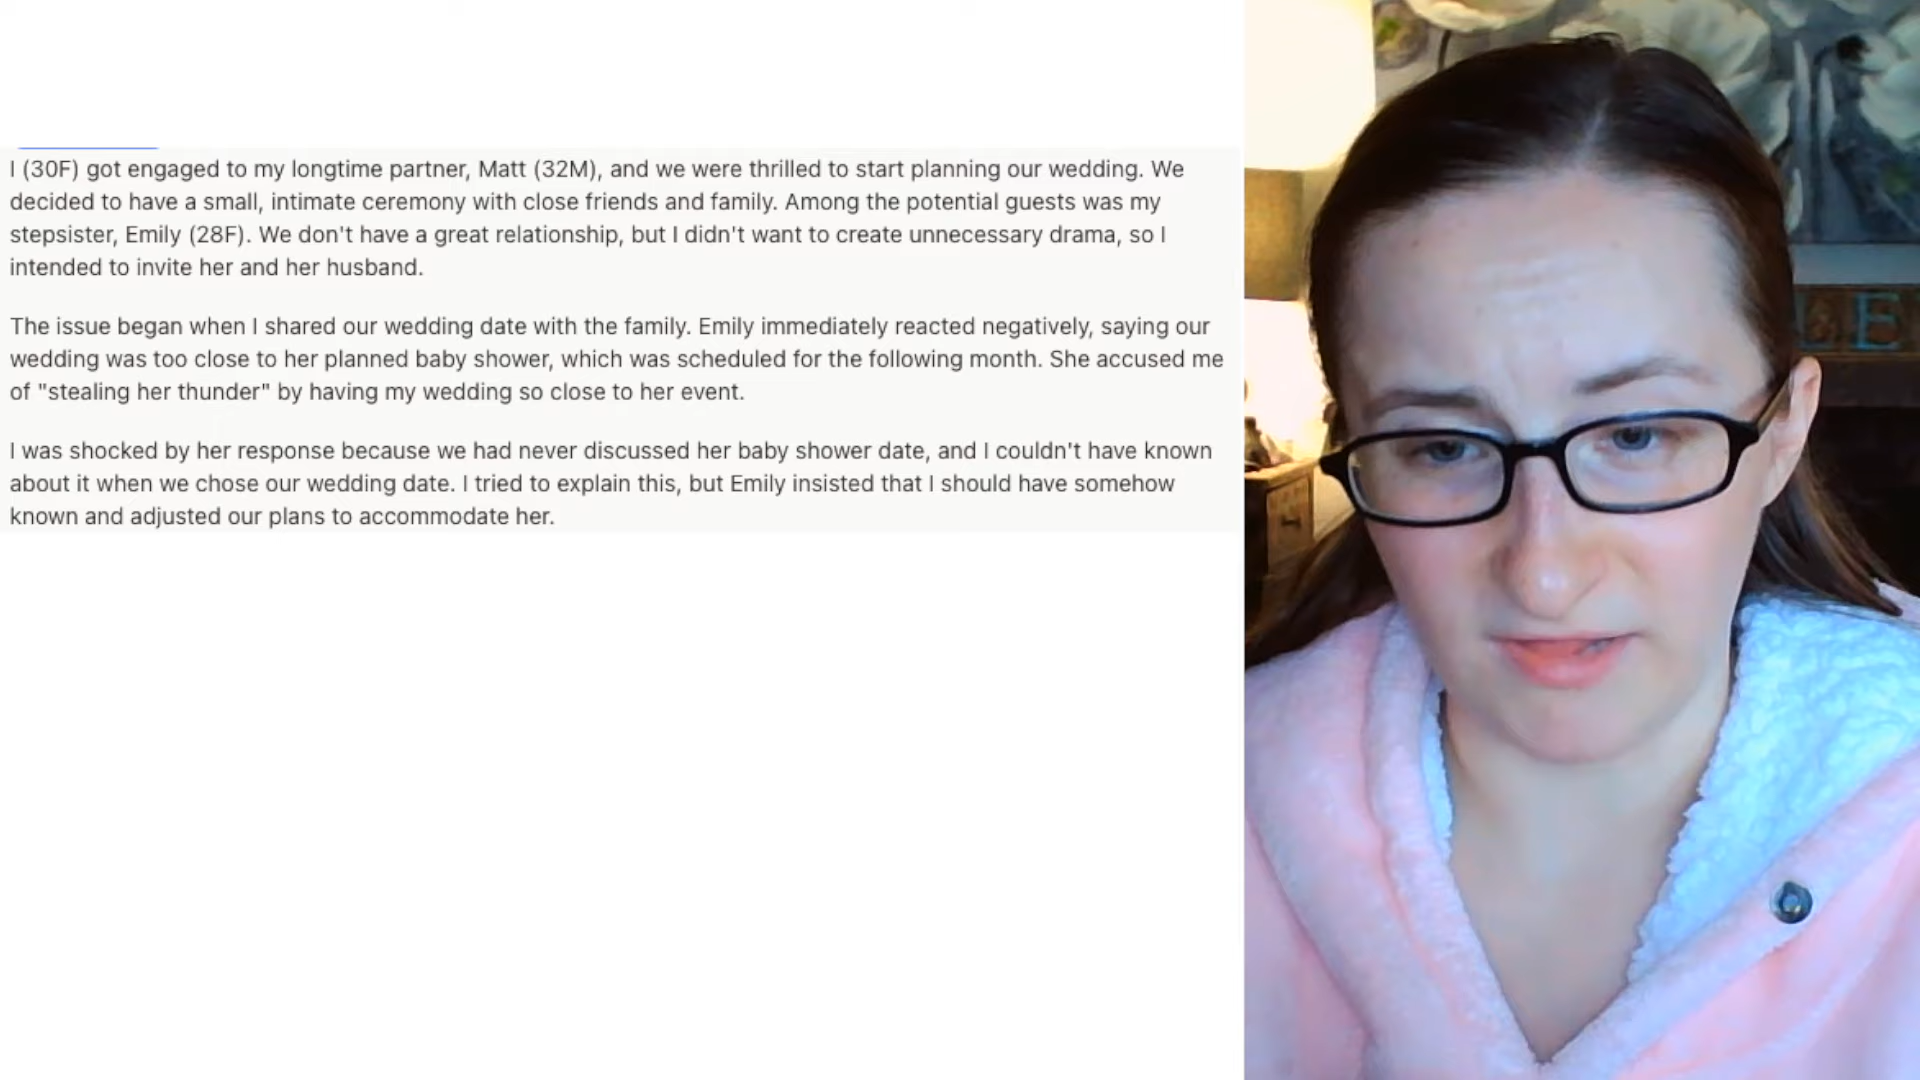 I (30F) got engaged to my longtime partner, Matt (32M), and we were thrilled to start planning our wedding. We
decided to have a small, intimate ceremony with close friends and family. Among the potential guests was my
stepsister, Emily (28F). We don't have a great relationship, but I didn't want to create unnecessary drama, so I
intended to invite her and her husband.
The issue began when I shared our wedding date with the family. Emily immediately reacted negatively, saying our
wedding was too close to her planned baby shower, which was scheduled for the following month. She accused me
of "stealing her thunder" by having my wedding so close to her event.
I was shocked by her response because we had never discussed her baby shower date, and I couldn't have known
about it when we chose our wedding date. I tried to explain this, but Emily insisted that I should have somehow
known and adjusted our plans to accommodate her.